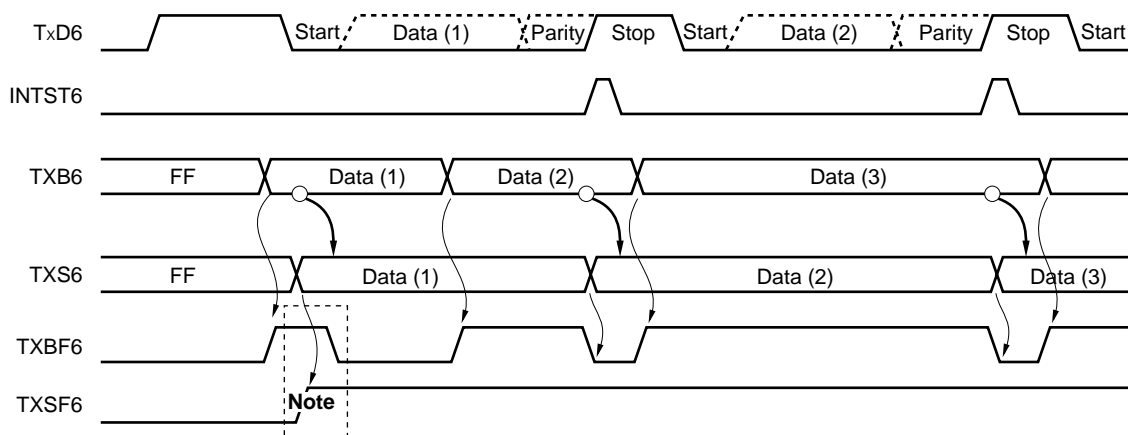 TxD6 Start Data (1) Parity Stop Start Data (2) Parity Stop Start
INTST6
TXB6 FF Data (1) Data (2) Data (3)
TXS6 FF Data (1) Data (2) Data (3)
TXBF6
TXSF6 Note